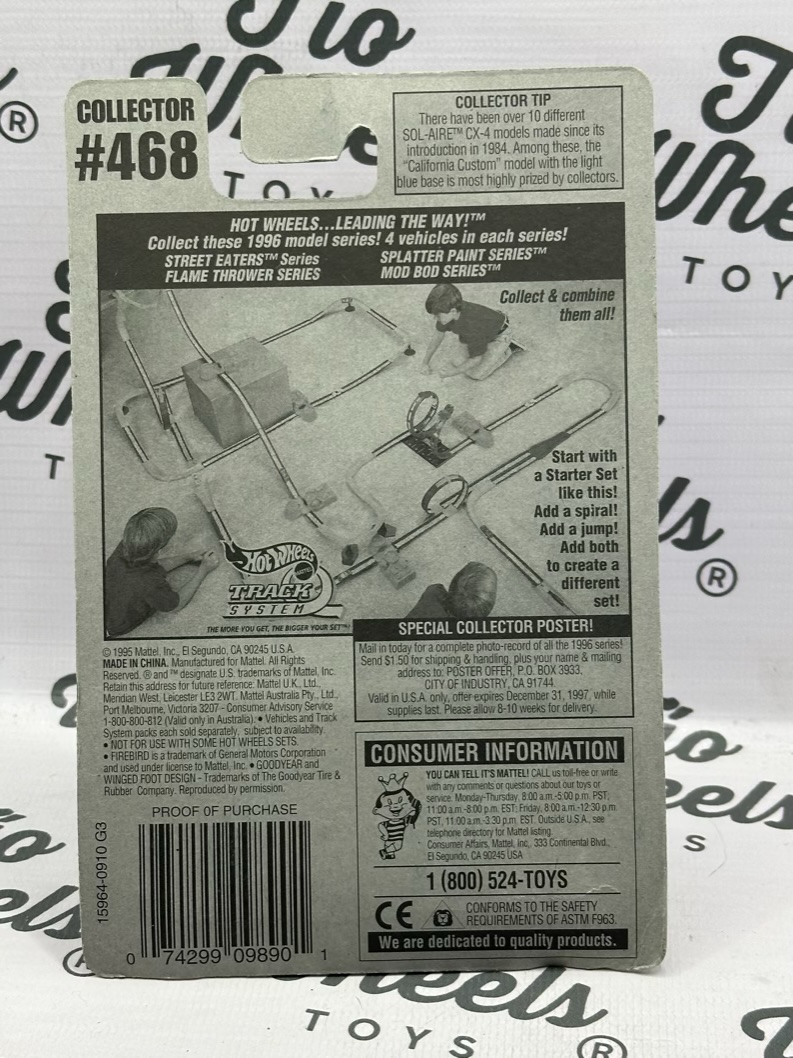 COLLECTOR
#468
COLLECTOR TIP
There have been over 10 different
SOL-AIRE™ CX-4 models made since its
introduction in 1984. Among these, the
"California Custom" model with the light
blue base is most highly prized by collectors.
HOT WHEELS...LEADING THE WAY!™
Collect these 1996 model series! 4 vehicles in each series!
STREET EATERS™ Series
FLAME THROWER SERIES
SPLATTER PAINT SERIES™
MOD BOD SERIES™
Collect & combine
them all!
Start with
a Starter Set
like this!
Add a spiral!
Add a jump!
Add both
to create a
different
set!
Hot Wheels
MATTEL
TRACK
SYSTEM
THE MORE YOU GET, THE BIGGER YOUR SET™!
© 1995 Mattel, Inc., El Segundo, CA 90245 U.S.A.
MADE IN CHINA. Manufactured for Mattel. All Rights
Reserved. ® and ™ designate U.S. trademarks of Mattel, Inc.
Retain this address for future reference: Mattel U.K., Ltd.,
Meridian West, Leicester LE3 2WT. Mattel Australia Pty., Ltd.,
Port Melbourne, Victoria 3207 - Consumer Advisory Service
1-800-800-812 (Valid only in Australia). • Vehicles and Track
System packs each sold separately, subject to availability.
• NOT FOR USE WITH SOME HOT WHEELS SETS.
• FIREBIRD is a trademark of General Motors Corporation
and used under license to Mattel, Inc. • GOODYEAR and
WINGED FOOT DESIGN - Trademarks of The Goodyear Tire &
Rubber Company. Reproduced by permission.
SPECIAL COLLECTOR POSTER!
Mail in today for a complete photo-record of all the 1996 series!
Send $1.50 for shipping & handling, plus your name & mailing
address to: POSTER OFFER, P.O. BOX 3933,
CITY OF INDUSTRY, CA 91744
Valid in U.S.A. only, offer expires December 31, 1997, while
supplies last. Please allow 8-10 weeks for delivery.
CONSUMER INFORMATION
YOU CAN TELL IT'S MATTEL! CALL us toll-free or write
with any comments or questions about our toys or
service. Monday-Thursday, 8:00 a.m.-5:00 p.m. PST;
11:00 a.m.-8:00 p.m. EST; Friday, 8:00 a.m.-12:30 p.m.
PST, 11:00 a.m.-3:30 p.m. EST. Outside U.S.A., see
telephone directory for Mattel listing.
Consumer Affairs, Mattel, Inc., 333 Continental Blvd.,
El Segundo, CA 90245 USA
1 (800) 524-TOYS
CE
CONFORMS TO THE SAFETY
REQUIREMENTS OF ASTM F963.
We are dedicated to quality products.
PROOF OF PURCHASE
15964-0910 G3
0 74299 09890 1
Tio
Wheels
TOYS
®